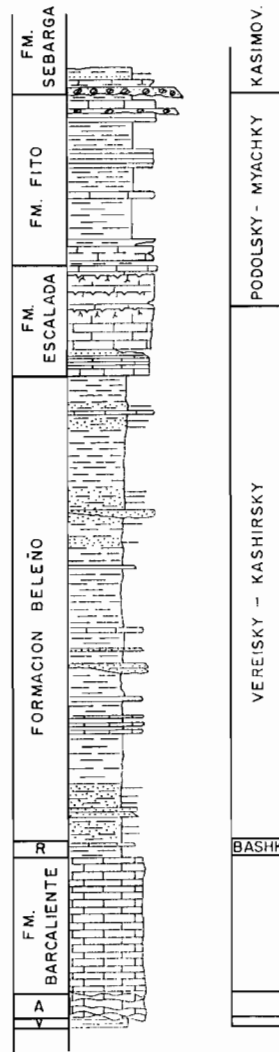 FM.
SEBARGA
KASIMOV.
FM. FITO
PODOLSKY - MYACHKY
FM.
ESCALADA
FORMACION BELEÑO
VEREISKY - KASHIRSKY
R
BASHK
FM.
BARCALIENTE
A
V